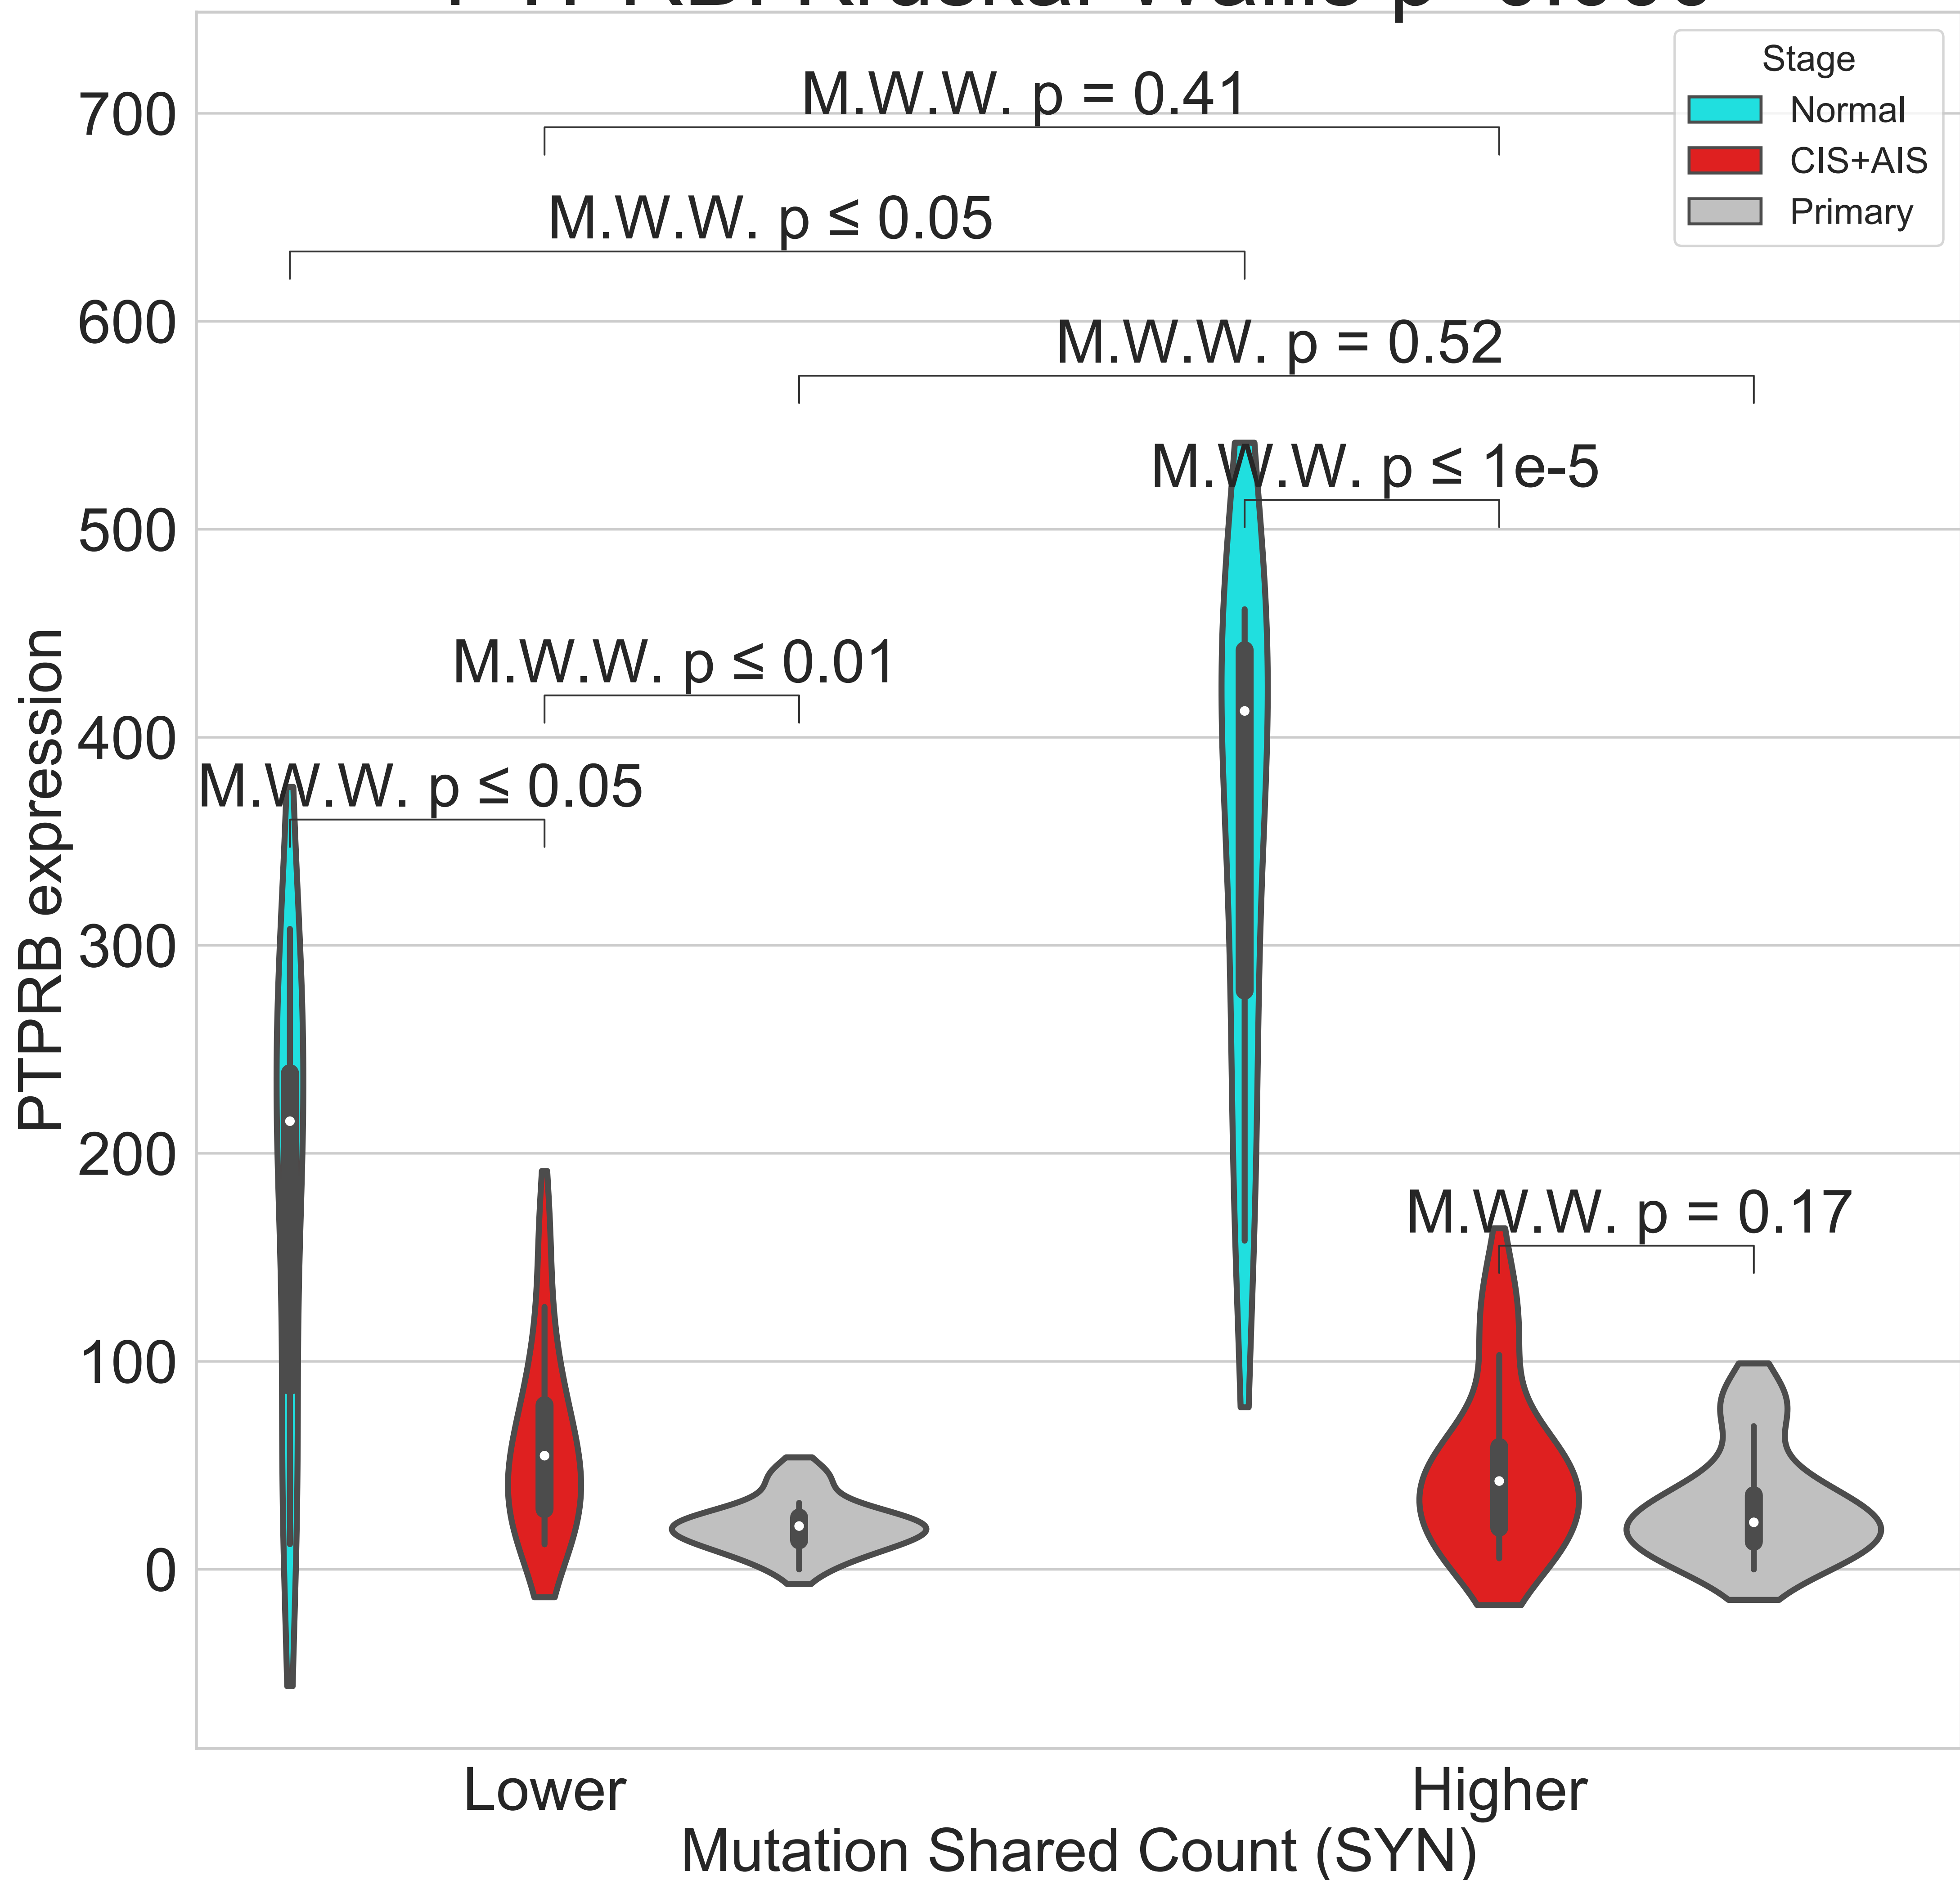 Stage
Normal
CIS+AIS
Primary
M.W.W. p = 0.41
M.W.W. p ≤ 0.05
M.W.W. p = 0.52
M.W.W. p ≤ 1e-5
M.W.W. p ≤ 0.01
M.W.W. p ≤ 0.05
M.W.W. p = 0.17
PTPRB expression
700
600
500
400
300
200
100
0
Lower
Higher
Mutation Shared Count (SYN)